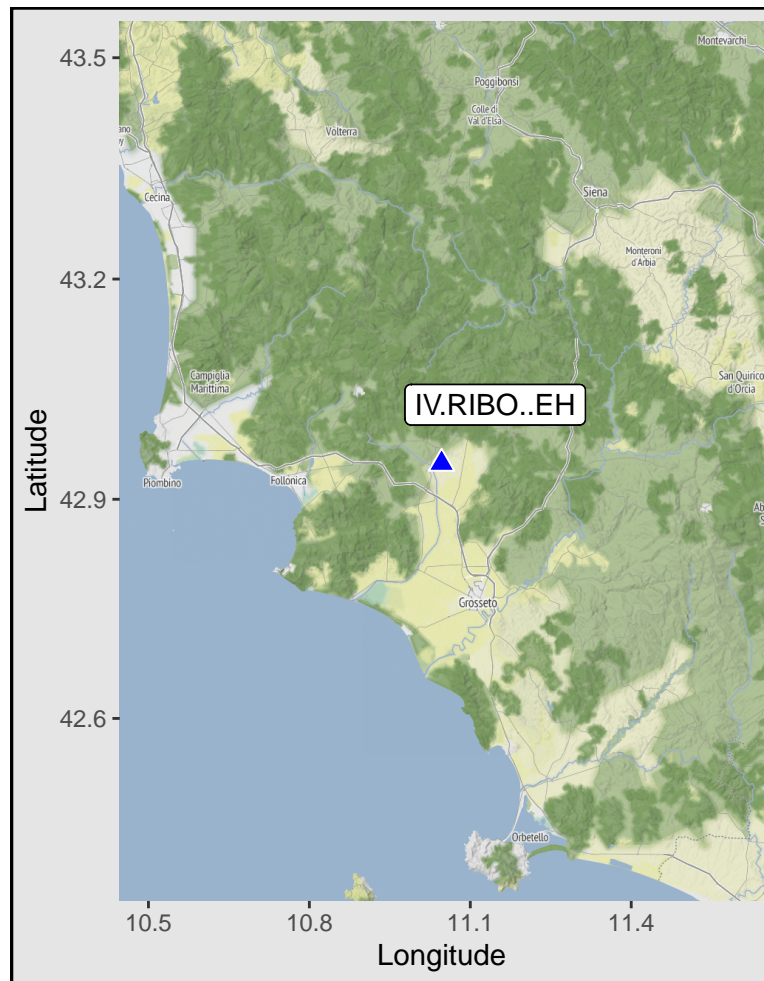 43.5
43.2
42.9
42.6
Latitude
Montevarchi
Poggibonsi
Colle di
Val d'Elsa
Volterra
Cecina
Siena
Monteroni
d'Arbia
Campiglia
Marittima
San Quirico
d'Orcia
IV.RIBO..EH
Piombino
Follonica
Grosseto
Orbetello
10.5
10.8
11.1
11.4
Longitude